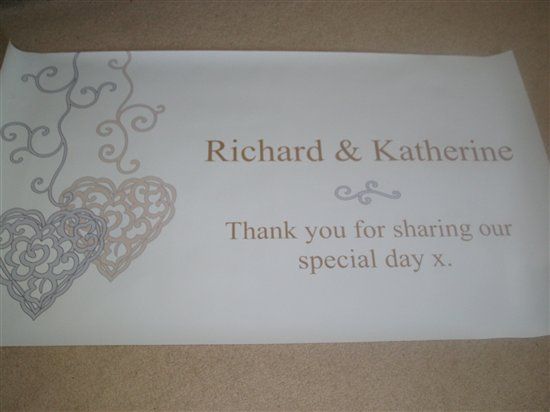 Richard & Katherine
Thank you for sharing our
special day x.